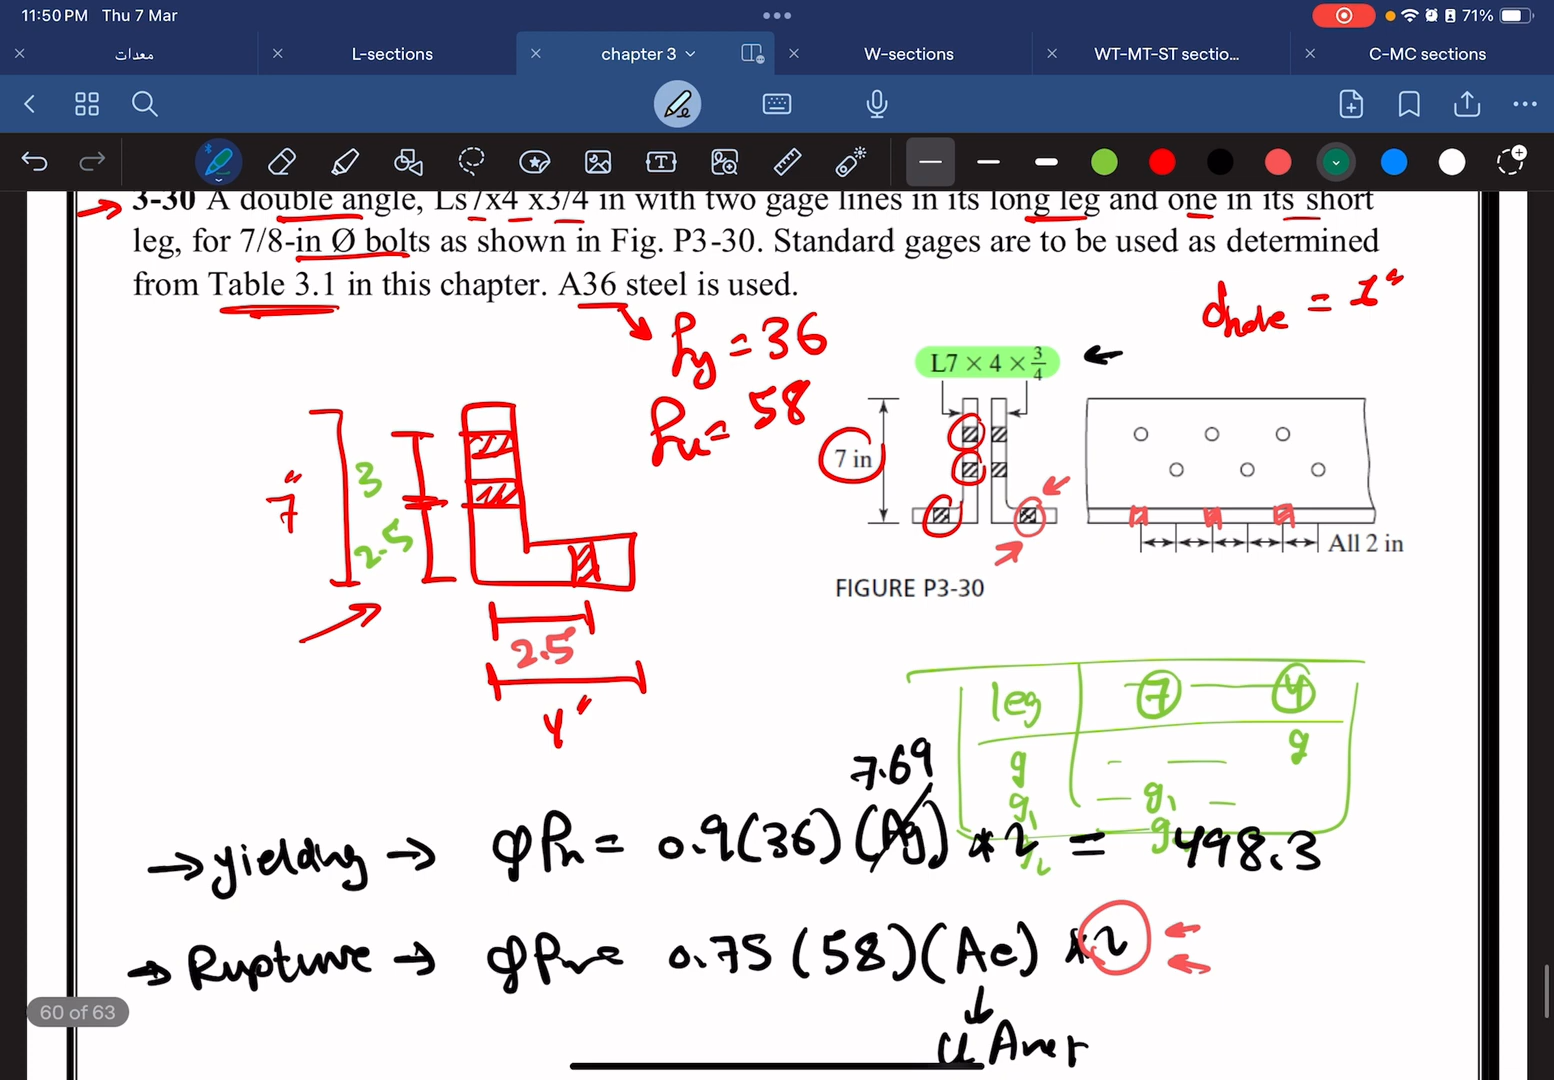 11:50 PM Thu 7 Mar
71%
معدات
L-sections
chapter 3
W-sections
WT-MT-ST sectio...
C-MC sections
3-30 A double angle, Ls7x4 x3/4 in with two gage lines in its long leg and one in its short
leg, for 7/8-in Ø bolts as shown in Fig. P3-30. Standard gages are to be used as determined
from Table 3.1 in this chapter. A36 steel is used.
d hole = 1"
Fy = 36
Fu = 58
L7 × 4 × 3/4
7 in
All 2 in
FIGURE P3-30
7"
3
2.5
2.5
4"
leg 7 4
g g
g₁ g₁
g₂ g
7.69
→ yielding → φPn = 0.9(36)(Ag) * 2 = 498.3
→ Rupture → φPn = 0.75(58)(Ae) * 2
U Anet
60 of 63